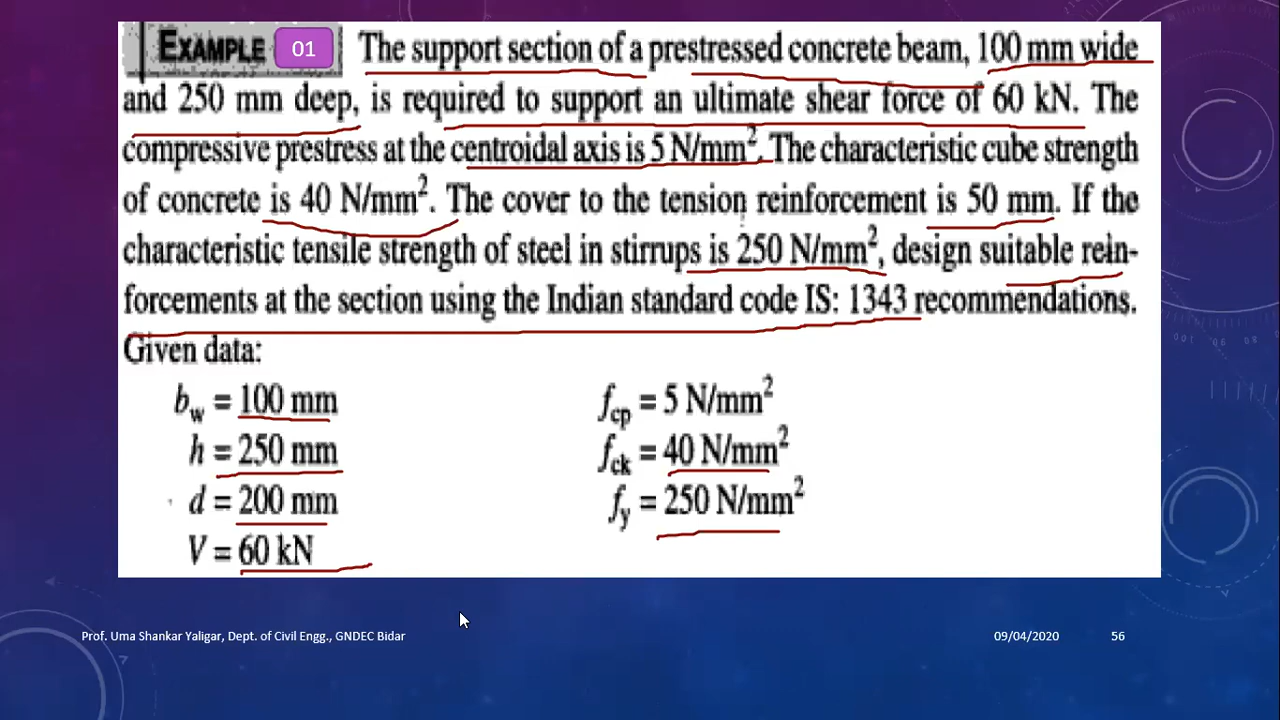 EXAMPLE 01 The support section of a prestressed concrete beam, 100 mm wide
and 250 mm deep, is required to support an ultimate shear force of 60 kN. The
compressive prestress at the centroidal axis is 5 N/mm². The characteristic cube strength
of concrete is 40 N/mm². The cover to the tension reinforcement is 50 mm. If the
characteristic tensile strength of steel in stirrups is 250 N/mm², design suitable rein-
forcements at the section using the Indian standard code IS: 1343 recommendations.
Given data:
b_w = 100 mm f_cp = 5 N/mm²
h = 250 mm f_ck = 40 N/mm²
d = 200 mm f_y = 250 N/mm²
V = 60 kN
Prof. Uma Shankar Yaligar, Dept. of Civil Engg., GNDEC Bidar 09/04/2020 56